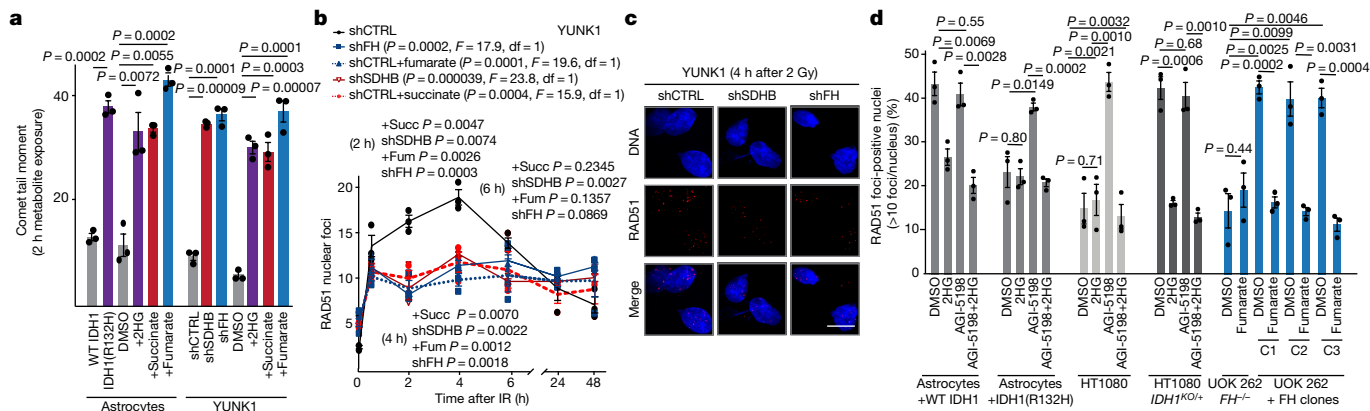 a
P = 0.0002
P = 0.0002
P = 0.0055
P = 0.0072
P = 0.0001
P = 0.00009
P = 0.0001
P = 0.0003
P = 0.00007
Comet tail moment
(2 h metabolite exposure)
40
20
WT IDH1
IDH1(R132H)
DMSO
+2HG
+Succinate
+Fumarate
shCTRL
shSDHB
shFH
DMSO
+2HG
+Succinate
+Fumarate
Astrocytes
YUNK1
b
shCTRL
YUNK1
shFH (P = 0.0002, F = 17.9, df = 1)
shCTRL+fumarate (P = 0.0001, F = 19.6, df = 1)
shSDHB (P = 0.000039, F = 23.8, df = 1)
shCTRL+succinate (P = 0.0004, F = 15.9, df = 1)
+Succ P = 0.0047
(2 h) shSDHB P = 0.0074
+Fum P = 0.0026
shFH P = 0.0003
+Succ P = 0.2345
(6 h) shSDHB P = 0.0027
+Fum P = 0.1357
shFH P = 0.0869
+Succ P = 0.0070
shSDHB P = 0.0022
(4 h) +Fum P = 0.0012
shFH P = 0.0018
RAD51 nuclear foci
20
15
10
5
0
2
4
6
24
48
Time after IR (h)
c
YUNK1 (4 h after 2 Gy)
shCTRL
shSDHB
shFH
DNA
RAD51
Merge
d
P = 0.55
P = 0.0069
P = 0.0028
P = 0.0002
P = 0.0149
P = 0.80
P = 0.0032
P = 0.0010
P = 0.0021
P = 0.71
P = 0.0010
P = 0.68
P = 0.0006
P = 0.0046
P = 0.0099
P = 0.0025
P = 0.0002
P = 0.44
P = 0.0031
P = 0.0004
RAD51 foci-positive nuclei
(>10 foci/nucleus) (%)
50
40
30
20
10
0
DMSO
2HG
AGI-5198
AGI-5198+2HG
DMSO
2HG
AGI-5198
AGI-5198+2HG
DMSO
2HG
AGI-5198
AGI-5198+2HG
DMSO
2HG
AGI-5198
AGI-5198+2HG
DMSO
Fumarate
DMSO
Fumarate
DMSO
Fumarate
DMSO
Fumarate
C1
C2
C3
Astrocytes
+WT IDH1
Astrocytes
+IDH1(R132H)
HT1080
HT1080
IDH1KO/+
UOK 262
FH–/–
UOK 262
+ FH clones